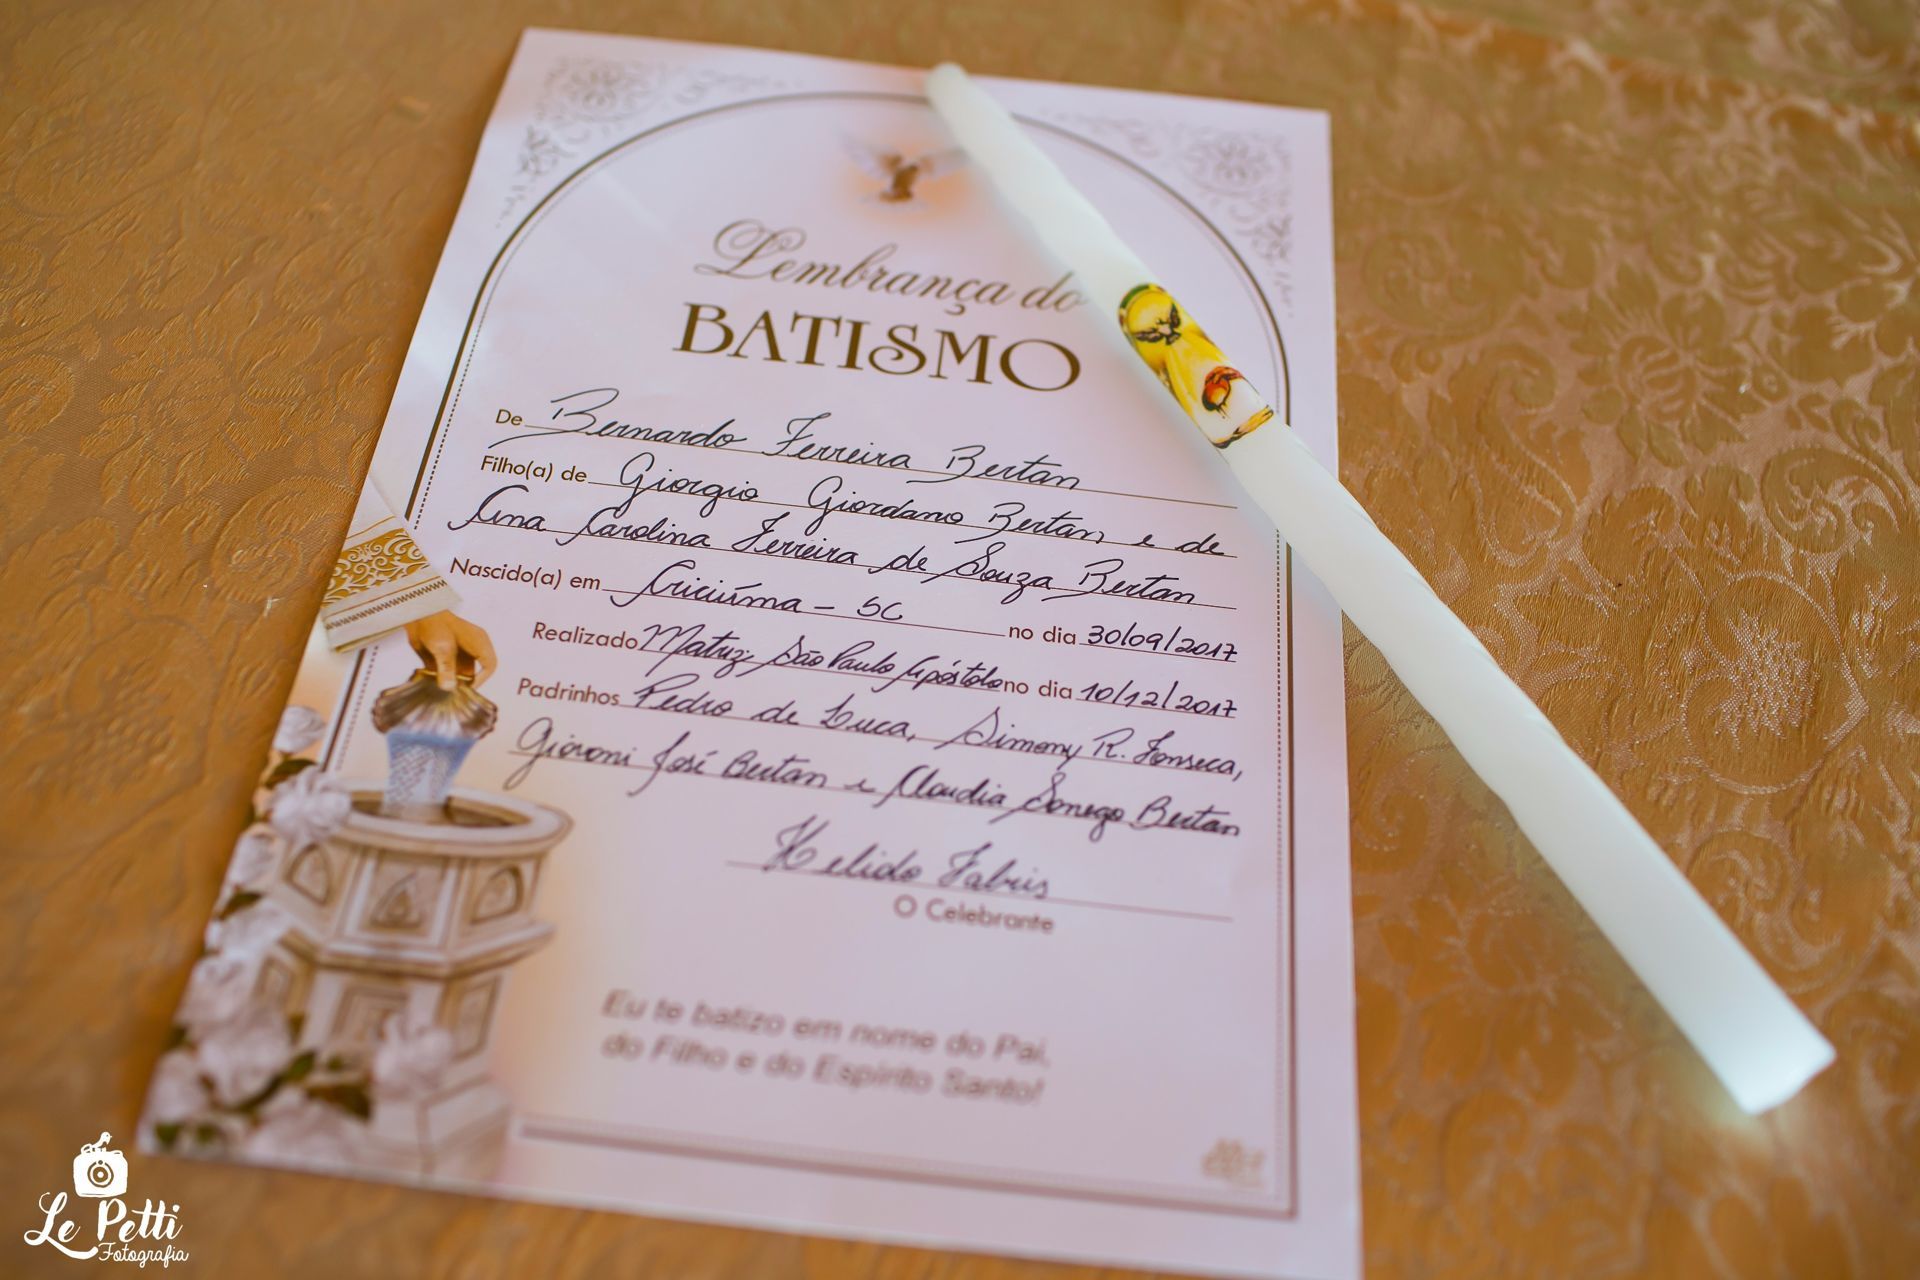 Lembrança do
BATISMO
De Bernardo Ferreira Bertan
Filho(a) de Giorgio Giordano Bertan e de
Ana Carolina Ferreira de Souza Bertan
Nascido(a) em Criciúma - SC no dia 30/09/2017
Realizado Matriz São Paulo Apóstolo no dia 10/12/2017
Padrinhos Pedro de Luca, Simony R. Fonseca,
Giovani José Bertan e Claudia Sonego Bertan
Helido Fabris
O Celebrante
Eu te batizo em nome do Pai,
do Filho e do Espírito Santo!
Le Petti
Fotografia